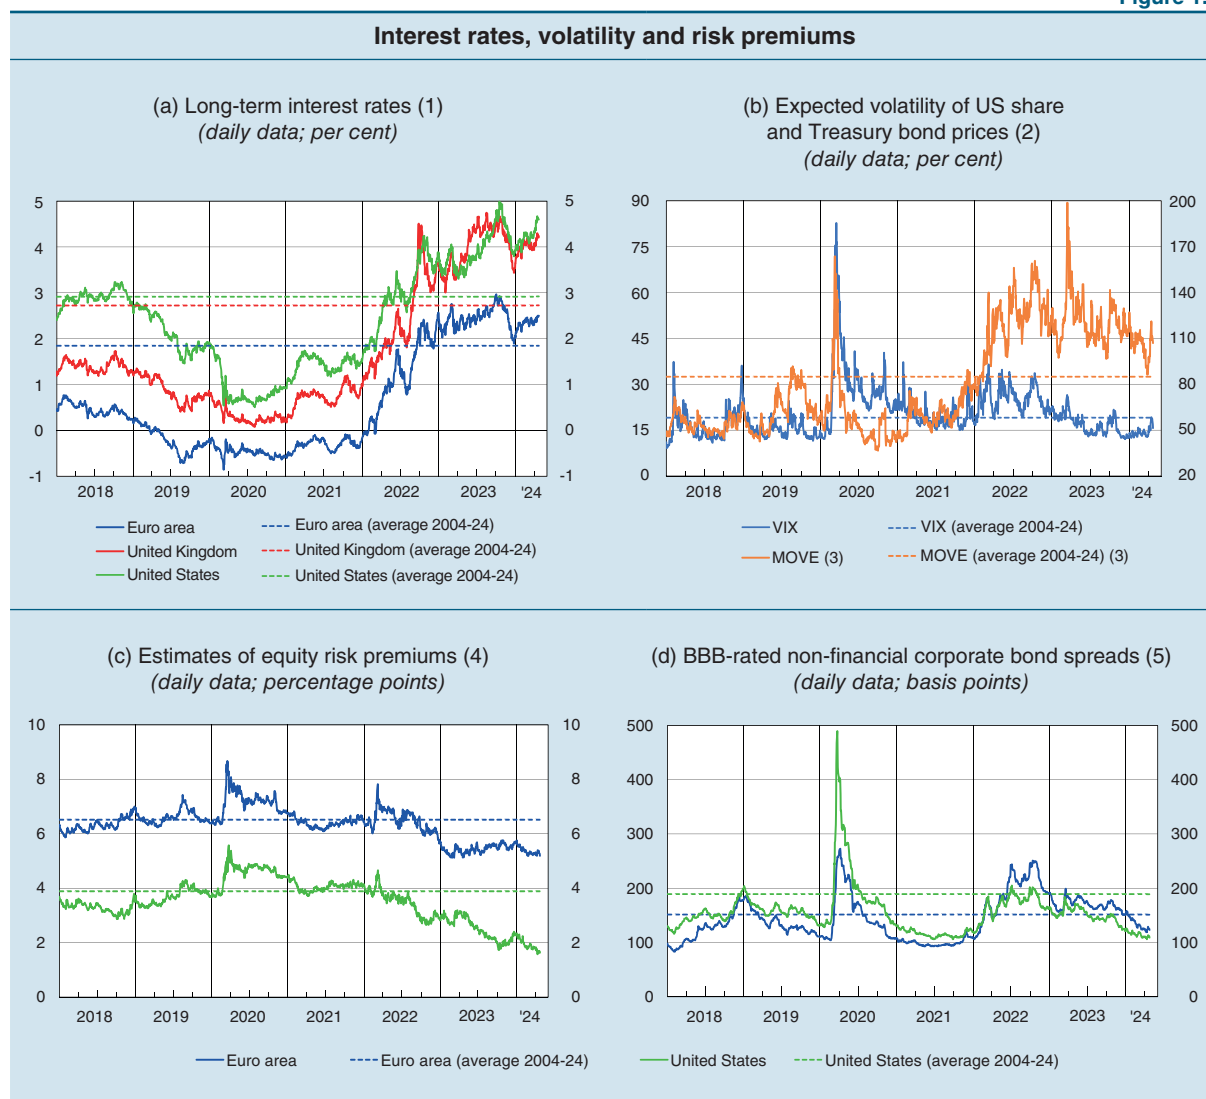 Figure 1.
Interest rates, volatility and risk premiums
(a) Long-term interest rates (1)
(daily data; per cent)
(b) Expected volatility of US share
and Treasury bond prices (2)
(daily data; per cent)
5 5
4 4
3 3
2 2
1 1
0 0
-1 -1
2018 2019 2020 2021 2022 2023 '24
Euro area
Euro area (average 2004-24)
United Kingdom
United Kingdom (average 2004-24)
United States
United States (average 2004-24)
90 200
75 170
60 140
45 110
30 80
15 50
0 20
2018 2019 2020 2021 2022 2023 '24
VIX
VIX (average 2004-24)
MOVE (3)
MOVE (average 2004-24) (3)
(c) Estimates of equity risk premiums (4)
(daily data; percentage points)
(d) BBB-rated non-financial corporate bond spreads (5)
(daily data; basis points)
10 10
8 8
6 6
4 4
2 2
0 0
2018 2019 2020 2021 2022 2023 '24
500 500
400 400
300 300
200 200
100 100
0 0
2018 2019 2020 2021 2022 2023 '24
Euro area
Euro area (average 2004-24)
United States
United States (average 2004-24)